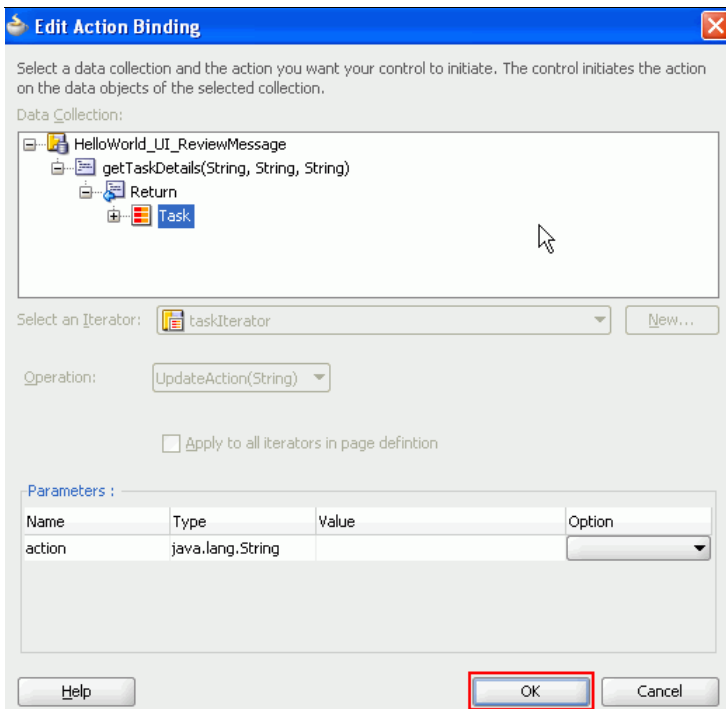 Edit Action Binding
Select a data collection and the action you want your control to initiate. The control initiates the action
on the data objects of the selected collection.
Data Collection:
HelloWorld_UI_ReviewMessage
getTaskDetails(String, String, String)
Return
Task
Select an Iterator: taskIterator New...
Operation: UpdateAction(String)
Apply to all iterators in page defintion
Parameters :
Name Type Value Option
action java.lang.String
Help OK Cancel